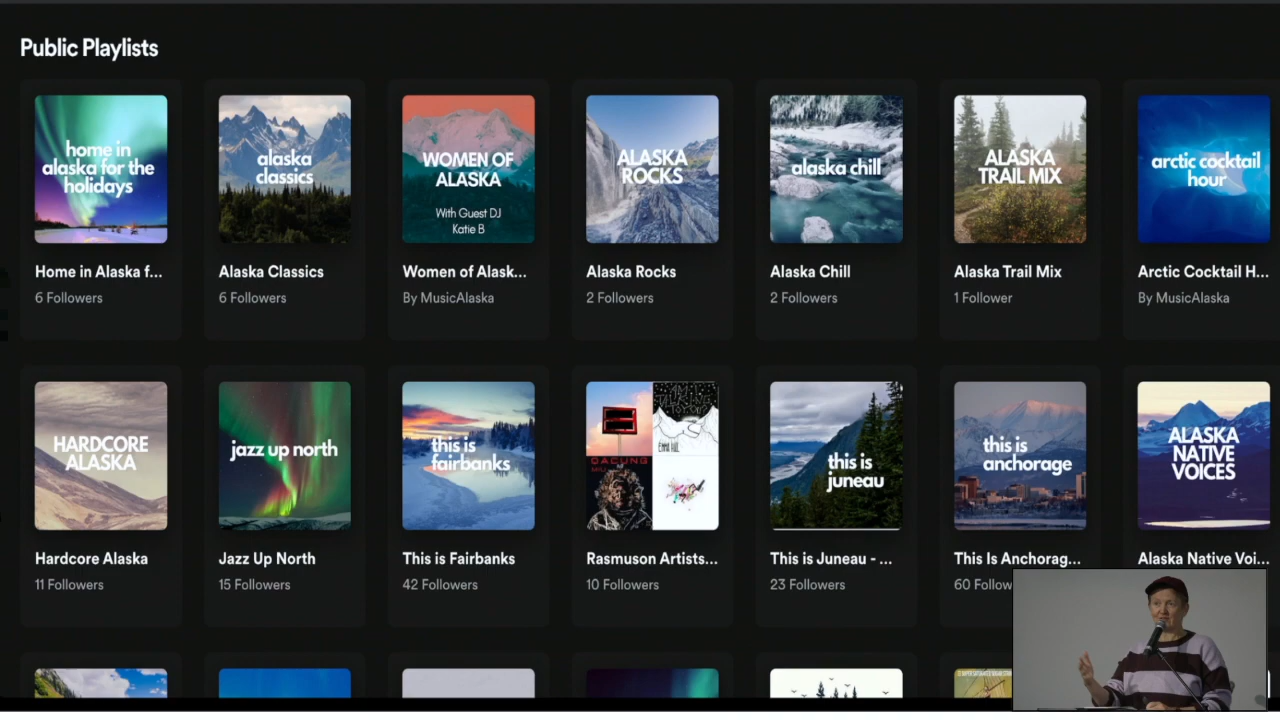 Public Playlists
home in
alaska for the
holidays
alaska
classics
WOMEN OF
ALASKA
With Guest DJ
Katie B
ALASKA
ROCKS
alaska chill
ALASKA
TRAIL MIX
arctic cocktail
hour
Home in Alaska f...
Alaska Classics
Women of Alask...
Alaska Rocks
Alaska Chill
Alaska Trail Mix
Arctic Cocktail H...
6 Followers
6 Followers
By MusicAlaska
2 Followers
2 Followers
1 Follower
By MusicAlaska
HARDCORE
ALASKA
jazz up north
this is
fairbanks
EMMA HILL
this is
juneau
this is
anchorage
ALASKA
NATIVE
VOICES
Hardcore Alaska
Jazz Up North
This is Fairbanks
Rasmuson Artists...
This is Juneau - ...
This Is Anchorag...
Alaska Native Voi...
11 Followers
15 Followers
42 Followers
10 Followers
23 Followers
60 Follow